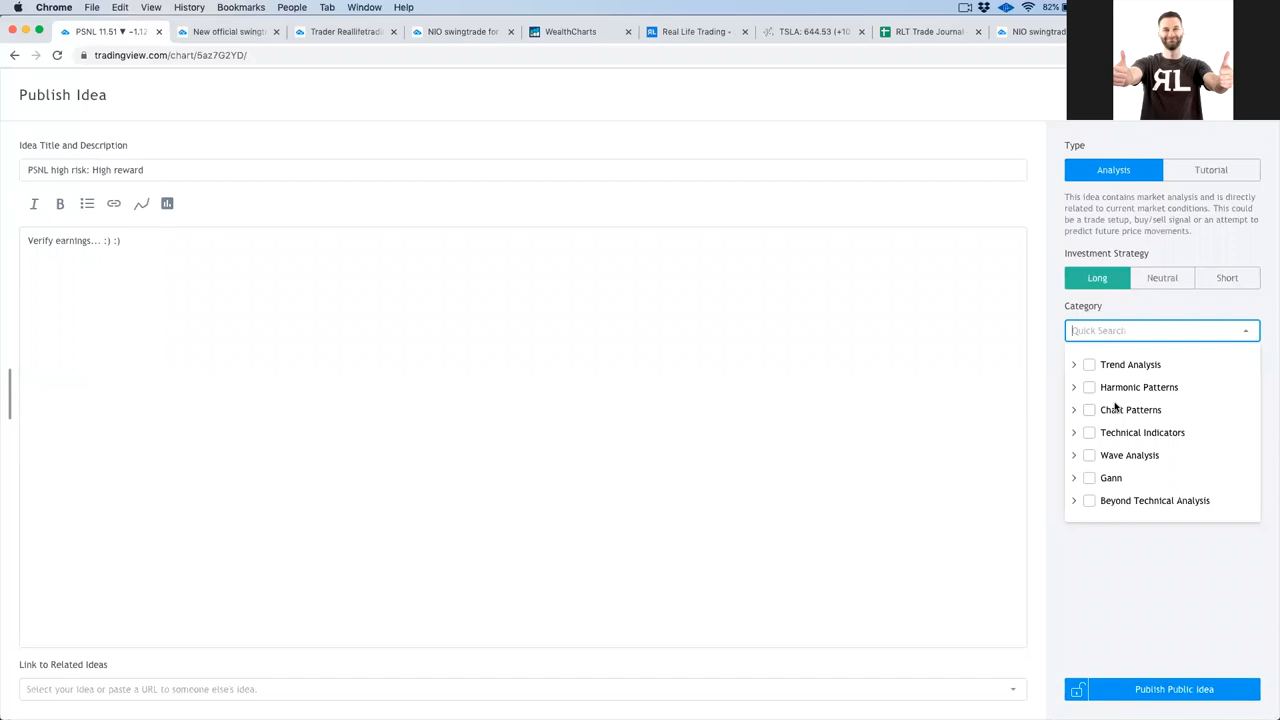 Chrome File Edit View History Bookmarks People Tab Window Help 82%
PSNL 11.51 ▼ −1.12 New official swingt Trader Reallifetradi NIO swingtrade for WealthCharts Real Life Trading - TSLA: 644.53 (+10 RLT Trade Journal - NIO swingtrad
tradingview.com/chart/5az7G2YD/
ЯL
Publish Idea
Idea Title and Description
PSNL high risk: High reward
I B
Verify earnings... :) :)
Link to Related Ideas
Select your idea or paste a URL to someone else's idea.
Type
Analysis Tutorial
This idea contains market analysis and is directly
related to current market conditions. This could
be a trade setup, buy/sell signal or an attempt to
predict future price movements.
Investment Strategy
Long Neutral Short
Category
Quick Search
Trend Analysis
Harmonic Patterns
Chart Patterns
Technical Indicators
Wave Analysis
Gann
Beyond Technical Analysis
Publish Public Idea